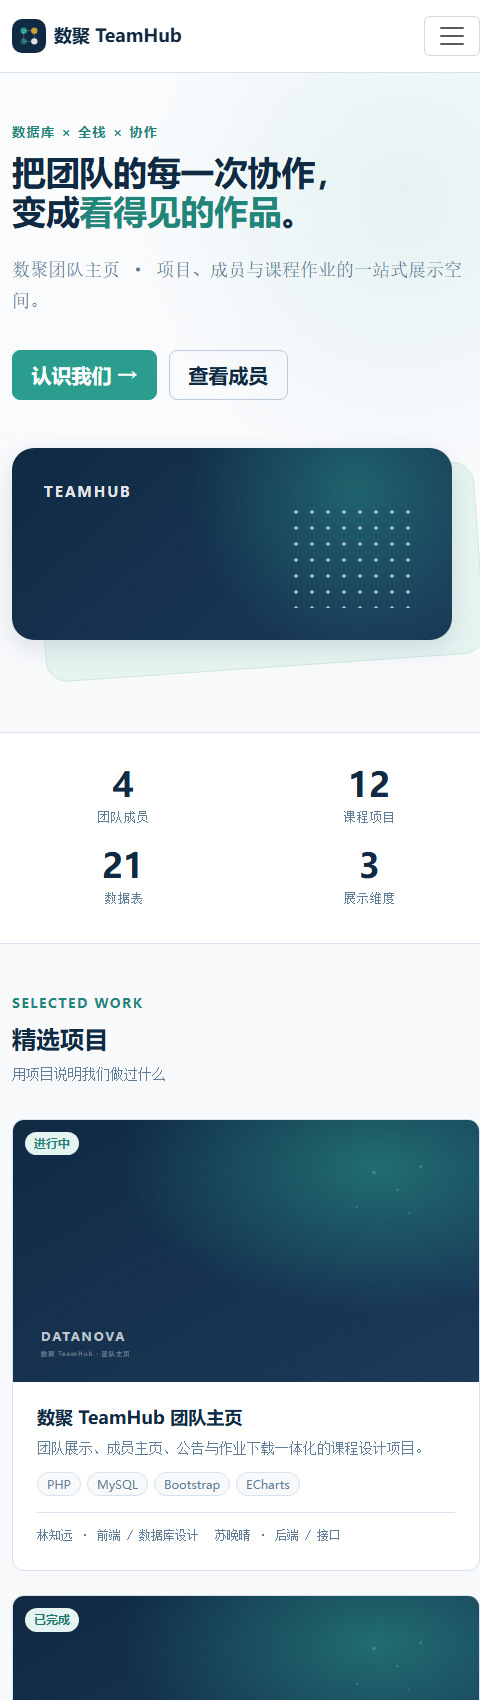 数聚 TeamHub
数据库 × 全栈 × 协作
把团队的每一次协作，
变成看得见的作品。
数聚团队主页 · 项目、成员与课程作业的一站式展示空
间。
认识我们 →
查看成员
TEAMHUB
4
团队成员
12
课程项目
21
数据表
3
展示维度
SELECTED WORK
精选项目
用项目说明我们做过什么
进行中
DATANOVA
数聚 TeamHub · 团队主页
数聚 TeamHub 团队主页
团队展示、成员主页、公告与作业下载一体化的课程设计项目。
PHP
MySQL
Bootstrap
ECharts
林知远 · 前端 / 数据库设计 苏晚晴 · 后端 / 接口
已完成